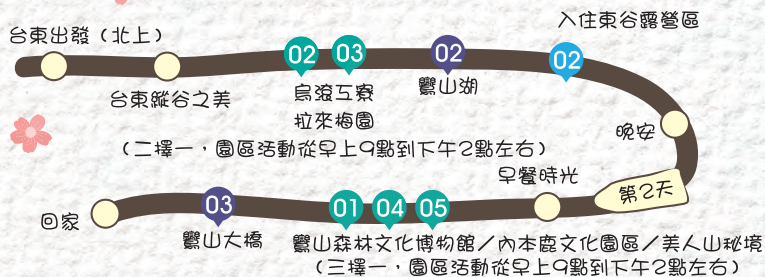 台東出發（北上）
入住東谷露營區
02 03 02 02
台東縱谷之美
烏滾瓦寮
拉來梅園
鸞山湖
（二擇一，園區活動從早上9點到下午2點左右）
晚安
早餐時光
第2天
回家
03 01 04 05
鸞山大橋
鸞山森林文化博物館／內本鹿文化園區／美人山秘境
（三擇一，園區活動從早上9點到下午2點左右）